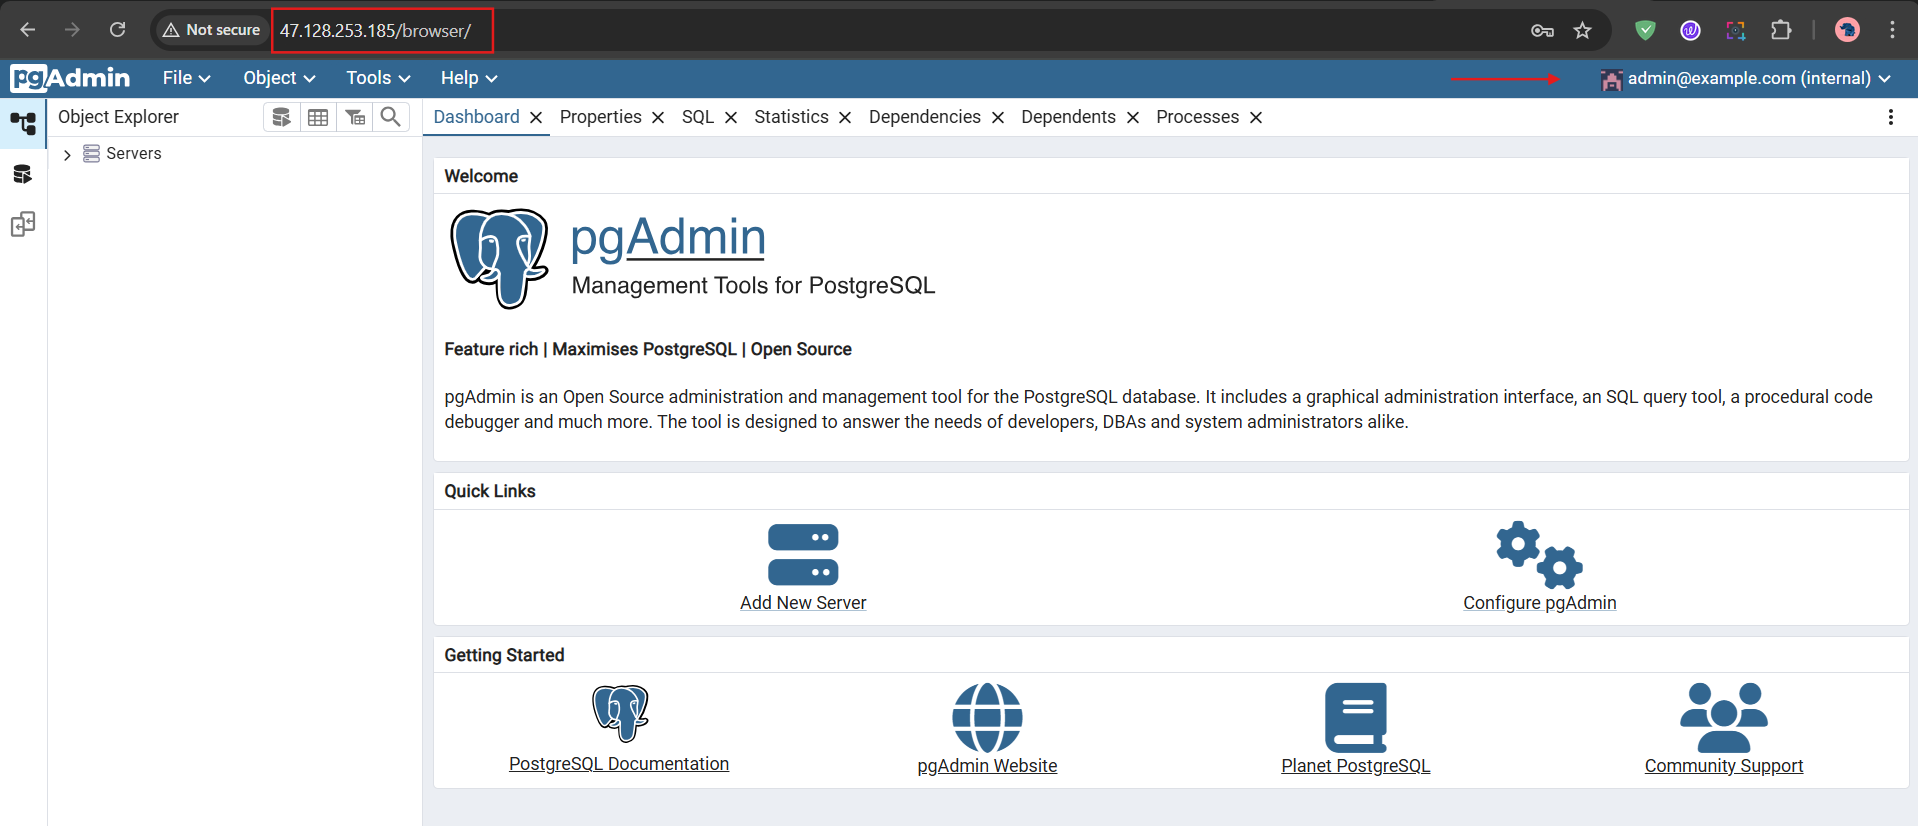 Not secure 47.128.253.185/browser/
pgAdmin File Object Tools Help admin@example.com (internal)
Object Explorer
Dashboard Properties SQL Statistics Dependencies Dependents Processes
Servers
Welcome
pgAdmin
Management Tools for PostgreSQL
Feature rich | Maximises PostgreSQL | Open Source
pgAdmin is an Open Source administration and management tool for the PostgreSQL database. It includes a graphical administration interface, an SQL query tool, a procedural code
debugger and much more. The tool is designed to answer the needs of developers, DBAs and system administrators alike.
Quick Links
Add New Server Configure pgAdmin
Getting Started
PostgreSQL Documentation pgAdmin Website Planet PostgreSQL Community Support